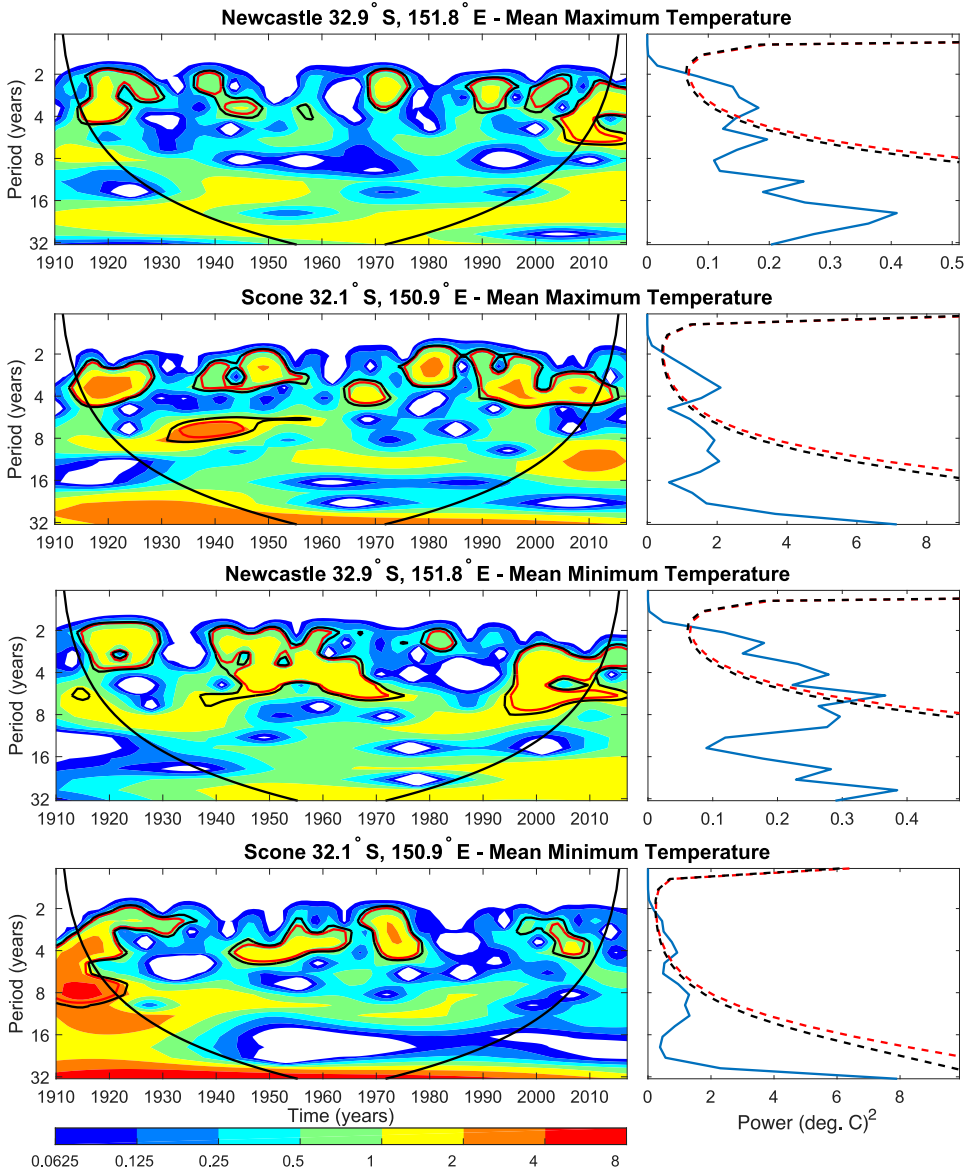 Newcastle 32.9° S, 151.8° E - Mean Maximum Temperature
Period (years)
2
4
8
16
32
1910 1920 1930 1940 1950 1960 1970 1980 1990 2000 2010
0 0.1 0.2 0.3 0.4 0.5
Scone 32.1° S, 150.9° E - Mean Maximum Temperature
Period (years)
2
4
8
16
32
1910 1920 1930 1940 1950 1960 1970 1980 1990 2000 2010
0 2 4 6 8
Newcastle 32.9° S, 151.8° E - Mean Minimum Temperature
Period (years)
2
4
8
16
32
1910 1920 1930 1940 1950 1960 1970 1980 1990 2000 2010
0 0.1 0.2 0.3 0.4
Scone 32.1° S, 150.9° E - Mean Minimum Temperature
Period (years)
2
4
8
16
32
1910 1920 1930 1940 1950 1960 1970 1980 1990 2000 2010
Time (years)
0 2 4 6 8
Power (deg. C)²
0.0625 0.125 0.25 0.5 1 2 4 8